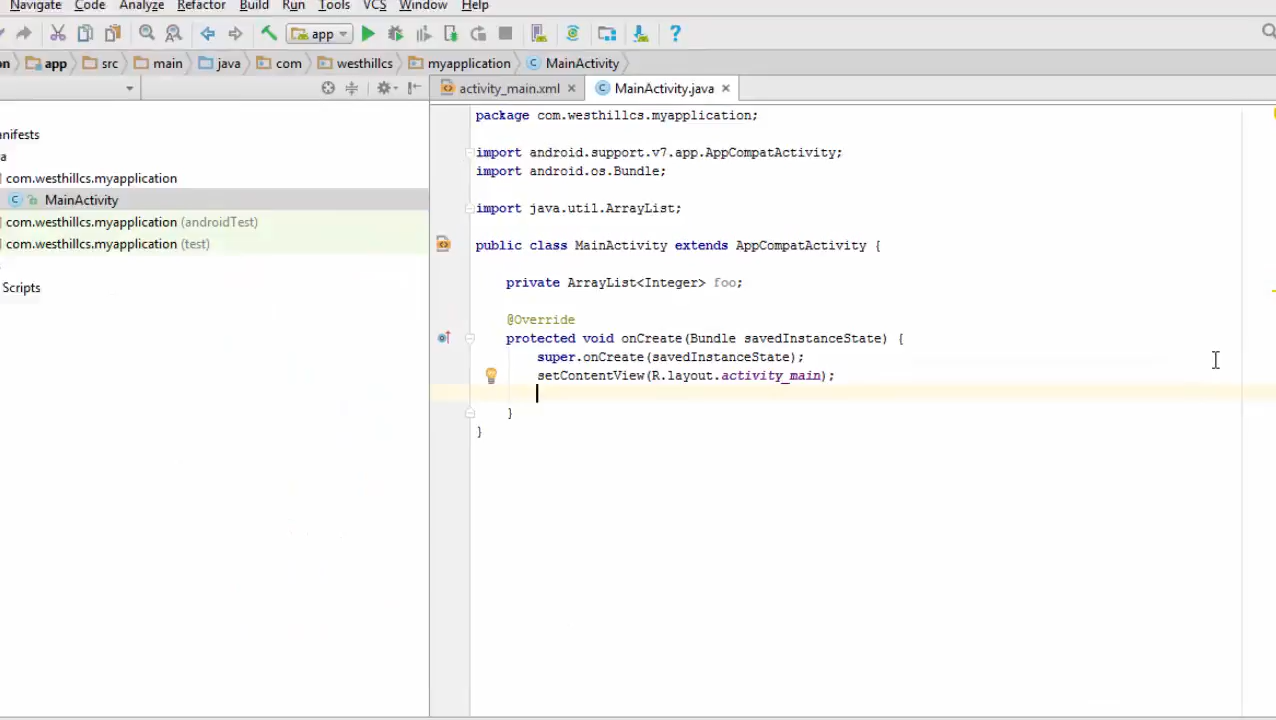 Navigate Code Analyze Refactor Build Run Tools VCS Window Help
app
app src main java com westhillcs myapplication MainActivity
activity_main.xml MainActivity.java
anifests
a
com.westhillcs.myapplication
MainActivity
com.westhillcs.myapplication (androidTest)
com.westhillcs.myapplication (test)
Scripts
package com.westhillcs.myapplication;
import android.support.v7.app.AppCompatActivity;
import android.os.Bundle;
import java.util.ArrayList;
public class MainActivity extends AppCompatActivity {
private ArrayList<Integer> foo;
@Override
protected void onCreate(Bundle savedInstanceState) {
super.onCreate(savedInstanceState);
setContentView(R.layout.activity_main);
}
}